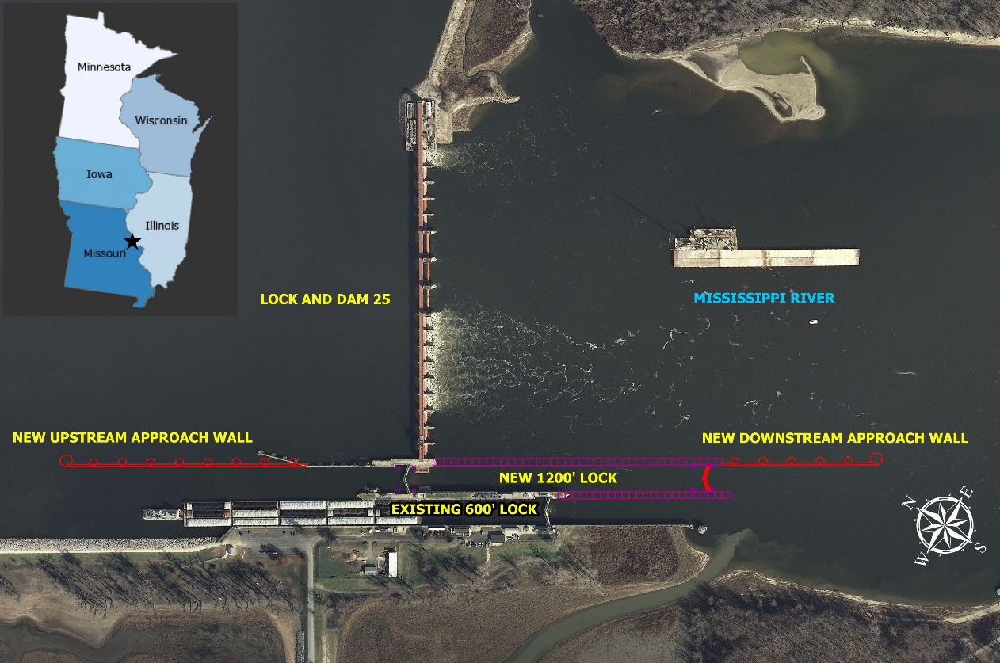 Minnesota
Wisconsin
Iowa
Illinois
Missouri
LOCK AND DAM 25
MISSISSIPPI RIVER
NEW UPSTREAM APPROACH WALL
NEW DOWNSTREAM APPROACH WALL
NEW 1200' LOCK
EXISTING 600' LOCK
N
E
W
S